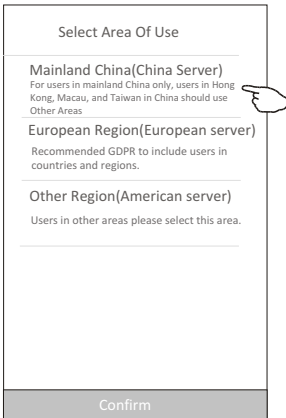 Select Area Of Use
Mainland China(China Server)
For users in mainland China only, users in Hong
Kong, Macau, and Taiwan in China should use
Other Areas
European Region(European server)
Recommended GDPR to include users in
countries and regions.
Other Region(American server)
Users in other areas please select this area.
Confirm